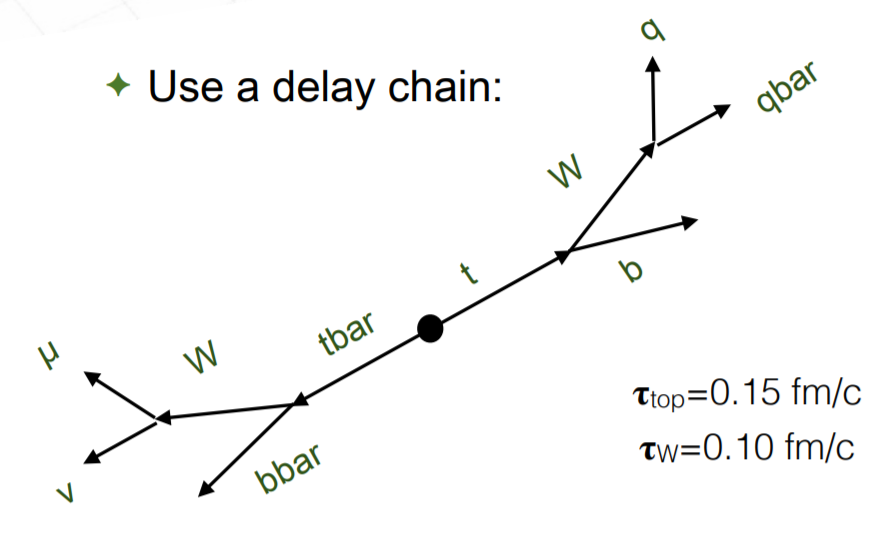 ✦ Use a delay chain:
q
qbar
W
b
t
tbar
W
μ
ν
bbar
τtop=0.15 fm/c
τW=0.10 fm/c